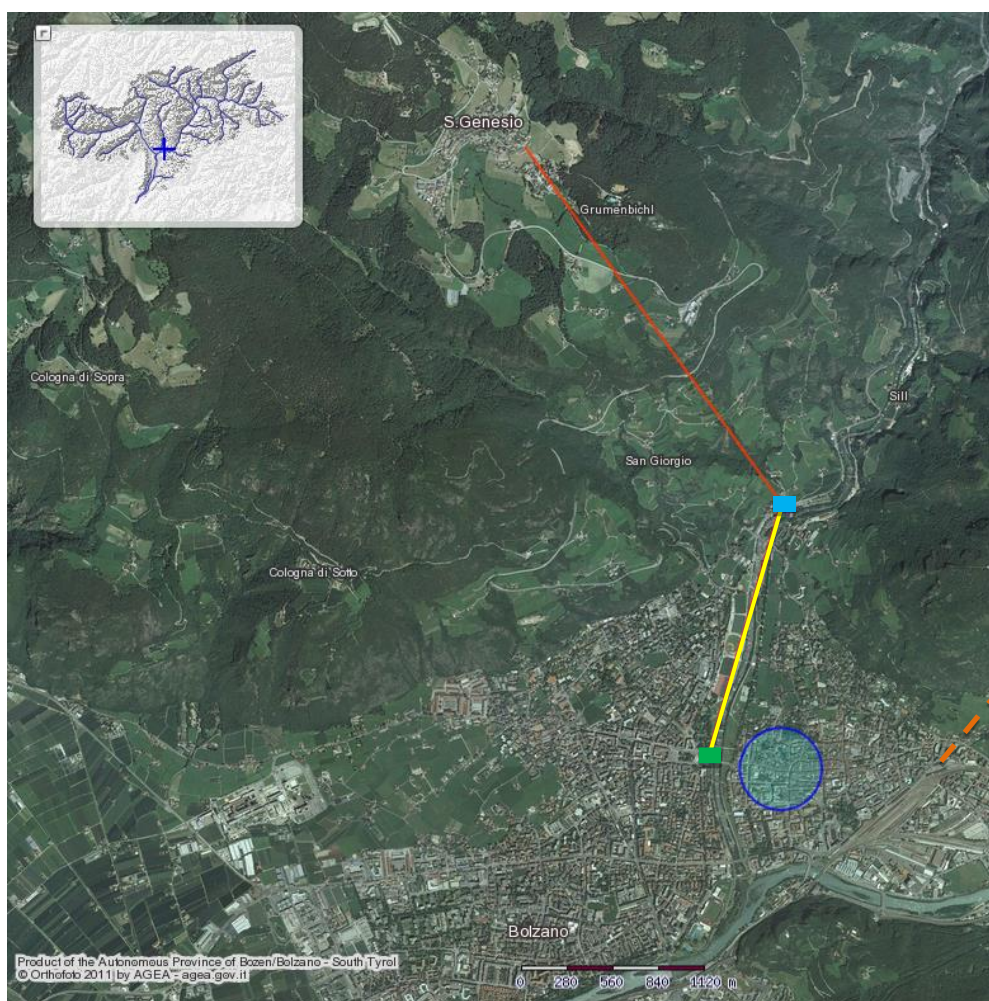 S.Genesio
Grumenbichl
Cologna di Sopra
Sill
San Giorgio
Cologna di Sotto
Bolzano
Product of the Autonomous Province of Bozen/Bolzano - South Tyrol
© Orthofoto 2011 by AGEA - agea.gov.it
0 280 560 840 1120 m